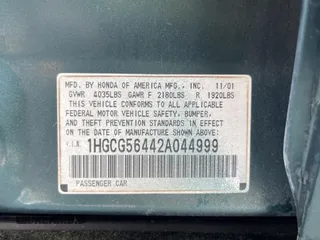 MFD. BY HONDA OF AMERICA MFG., INC. 11/01
GVWR 4035LBS GAWR F 2180LBS R 1920LBS
THIS VEHICLE CONFORMS TO ALL APPLICABLE
FEDERAL MOTOR VEHICLE SAFETY, BUMPER,
AND THEFT PREVENTION STANDARDS IN EFFECT
ON THE DATE OF MANUFACTURE SHOWN ABOVE.
V.I.N. 1HGCG56442A044999
PASSENGER CAR